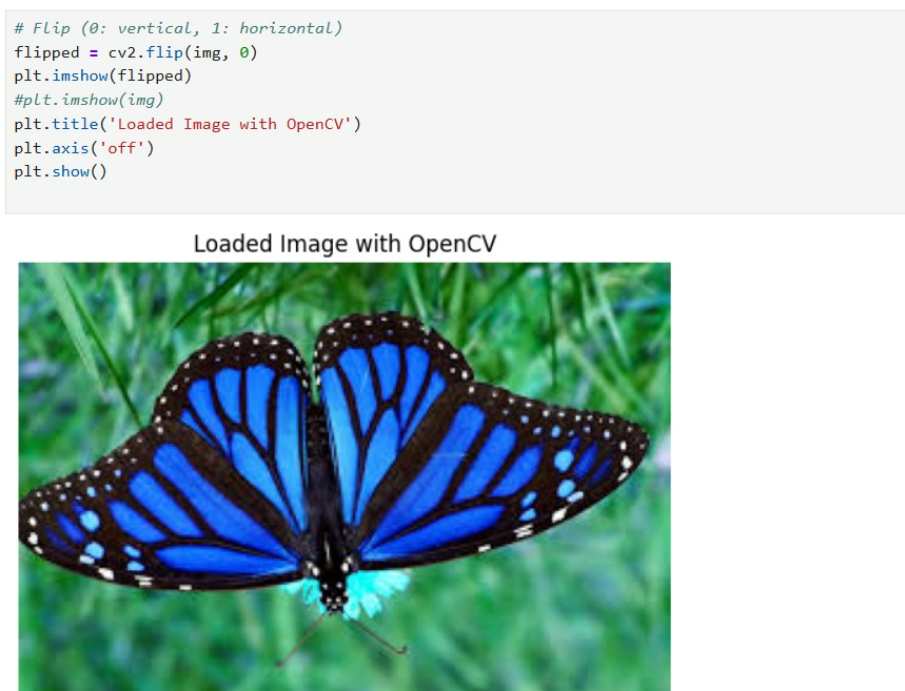 # Flip (0: vertical, 1: horizontal)
flipped = cv2.flip(img, 0)
plt.imshow(flipped)
#plt.imshow(img)
plt.title('Loaded Image with OpenCV')
plt.axis('off')
plt.show()
Loaded Image with OpenCV